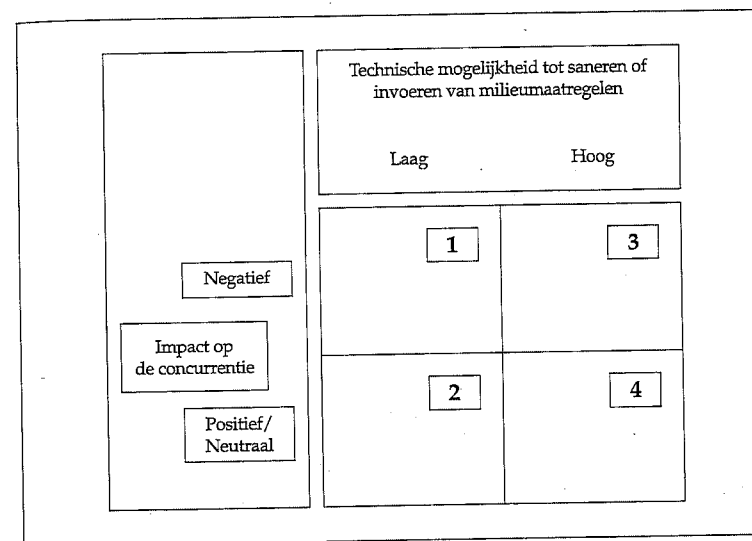 Technische mogelijkheid tot saneren of
invoeren van milieumaatregelen
Laag Hoog
1 3
Negatief
Impact op
de concurrentie
2 4
Positief/
Neutraal